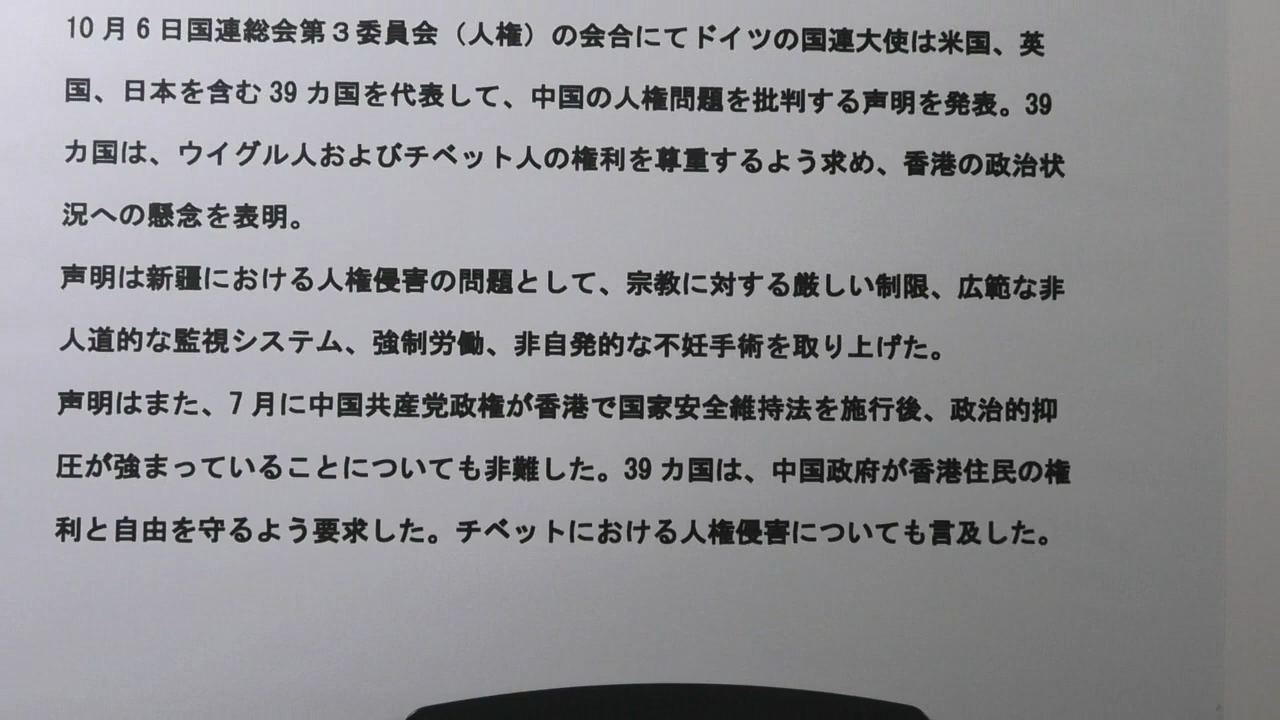 10月6日国連総会第3委員会（人権）の会合にてドイツの国連大使は米国、英
国、日本を含む39カ国を代表して、中国の人権問題を批判する声明を発表。39
カ国は、ウイグル人およびチベット人の権利を尊重するよう求め、香港の政治状
況への懸念を表明。
声明は新疆における人権侵害の問題として、宗教に対する厳しい制限、広範な非
人道的な監視システム、強制労働、非自発的な不妊手術を取り上げた。
声明はまた、7月に中国共産党政権が香港で国家安全維持法を施行後、政治的抑
圧が強まっていることについても非難した。39カ国は、中国政府が香港住民の権
利と自由を守るよう要求した。チベットにおける人権侵害についても言及した。